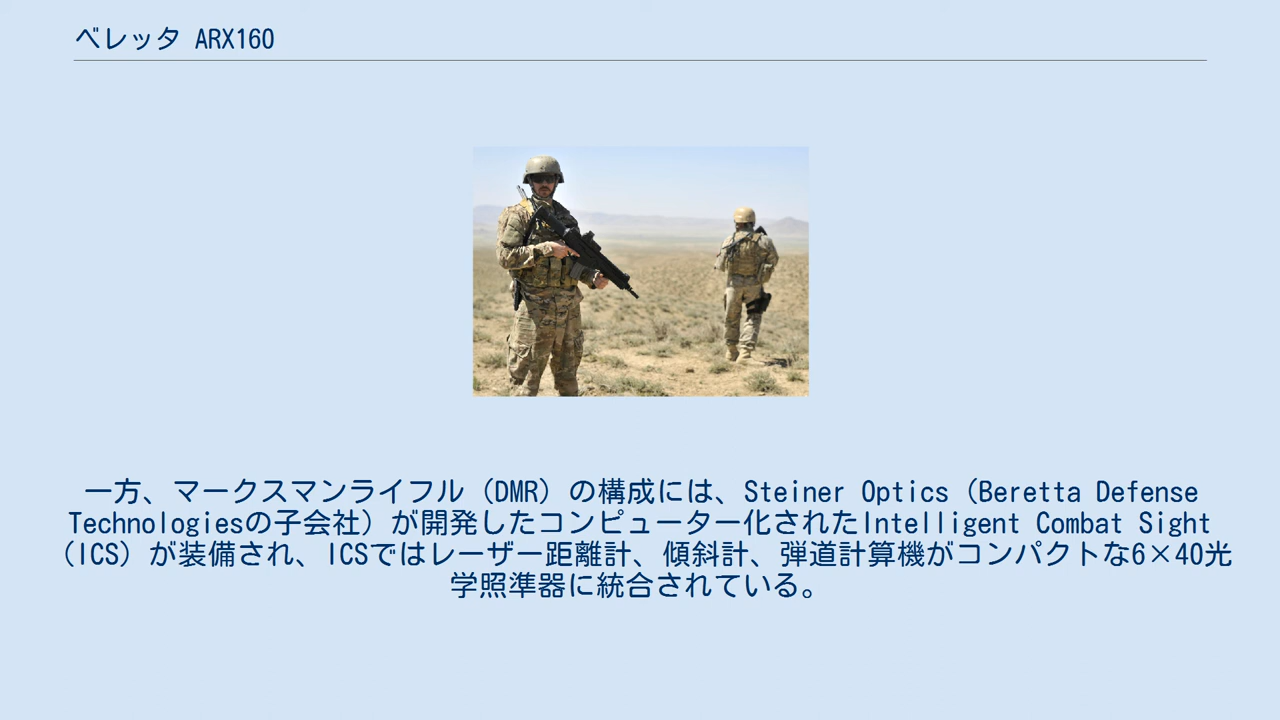 ベレッタ ARX160
一方、マークスマンライフル（DMR）の構成には、Steiner Optics（Beretta Defense
Technologiesの子会社）が開発したコンピューター化されたIntelligent Combat Sight
（ICS）が装備され、ICSではレーザー距離計、傾斜計、弾道計算機がコンパクトな6×40光
学照準器に統合されている。